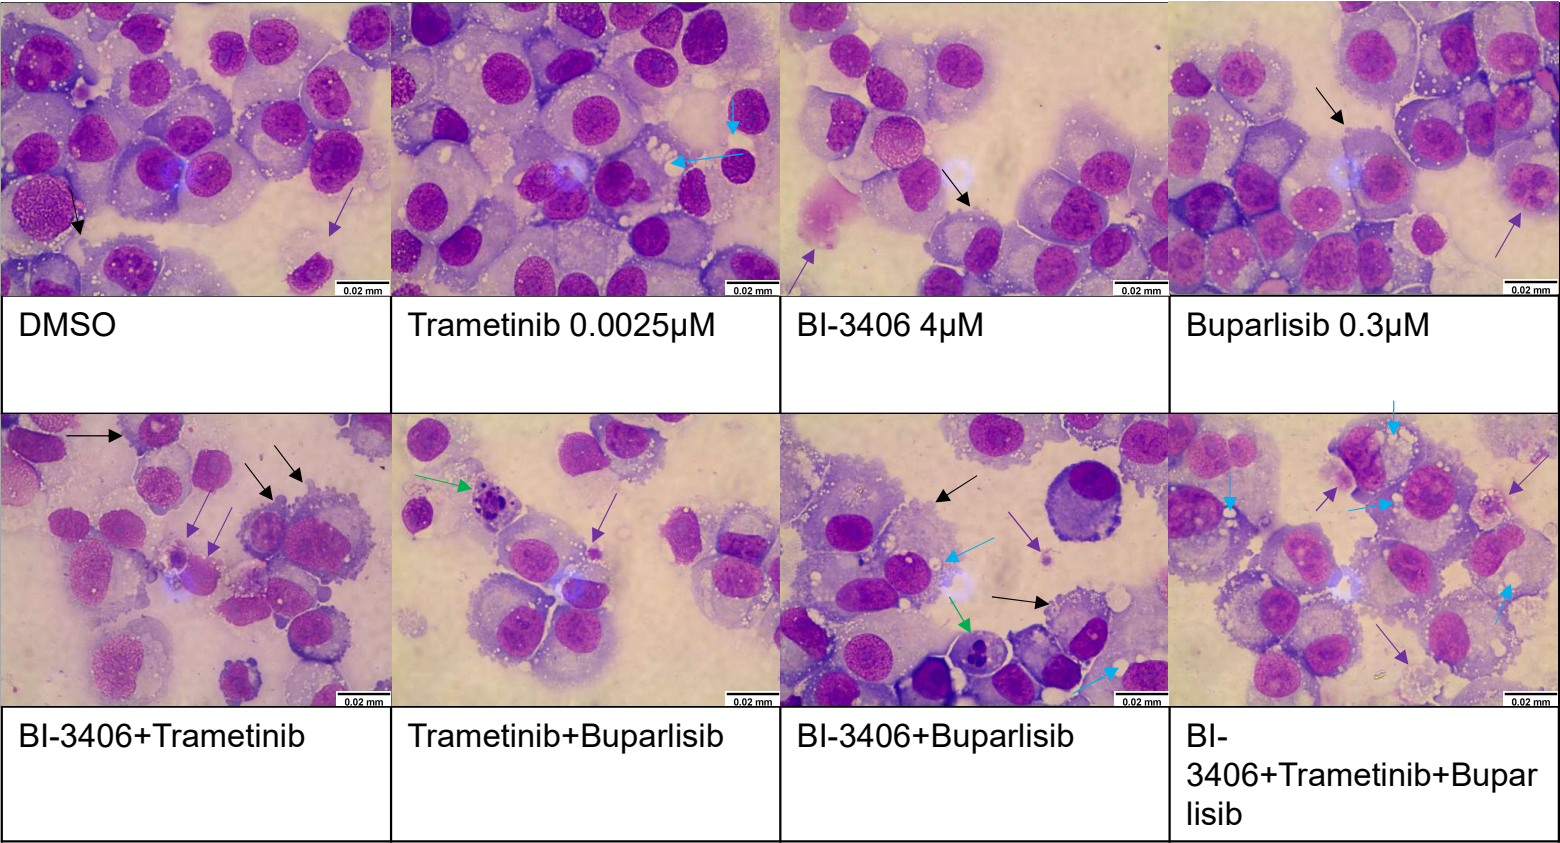 0.02 mm
0.02 mm
0.02 mm
0.02 mm
DMSO
Trametinib 0.0025µM
BI-3406 4µM
Buparlisib 0.3µM
0.02 mm
0.02 mm
0.02 mm
0.02 mm
BI-3406+Trametinib
Trametinib+Buparlisib
BI-3406+Buparlisib
BI-
3406+Trametinib+Bupar
lisib